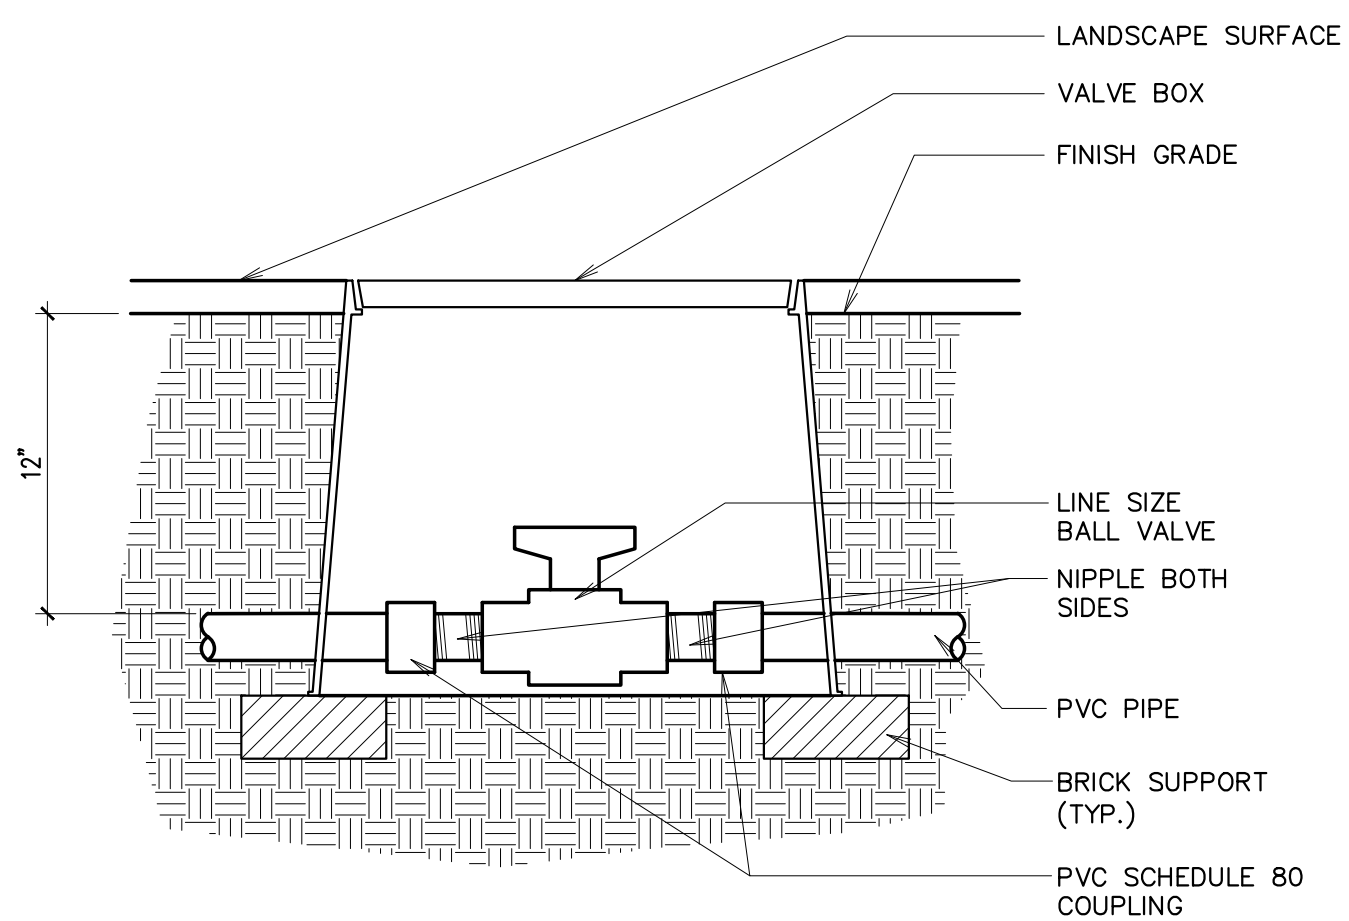 LANDSCAPE SURFACE
VALVE BOX
FINISH GRADE
12"
LINE SIZE
BALL VALVE
NIPPLE BOTH
SIDES
PVC PIPE
BRICK SUPPORT
(TYP.)
PVC SCHEDULE 80
COUPLING